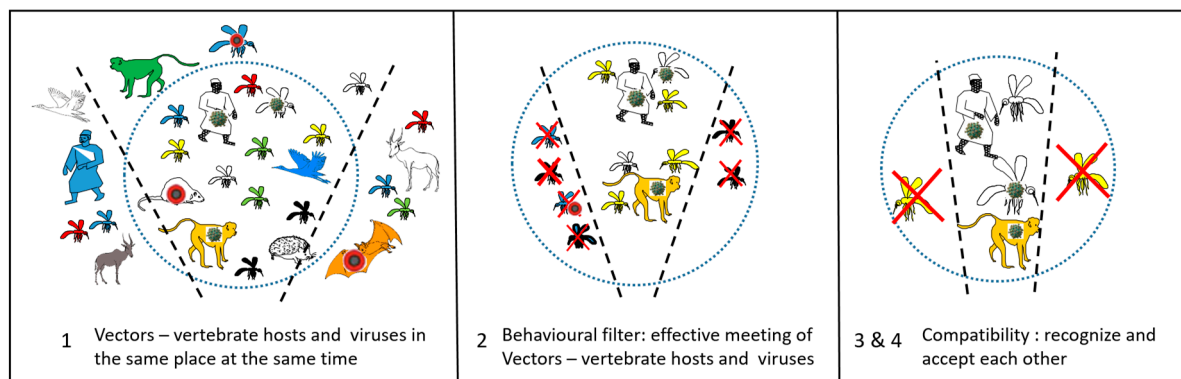 1 Vectors – vertebrate hosts and viruses in
the same place at the same time
2 Behavioural filter: effective meeting of
Vectors – vertebrate hosts and viruses
3 & 4 Compatibility : recognize and
accept each other